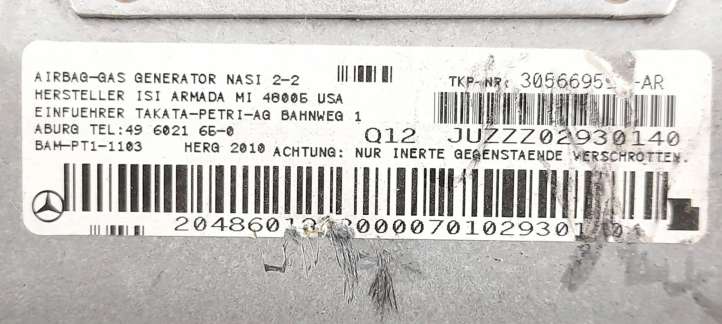 AIRBAG-GAS GENERATOR NASI 2-2
HERSTELLER ISI ARMADA MI 48005 USA
EINFUEHRER TAKATA-PETRI-AG BAHNWEG 1
ABURG TEL:49 6021 65-0
BAM-PT1-1103 HERG 2010 ACHTUNG: NUR INERTE GEGENSTAENDE VERSCHROTTEN.
TKP-NR:
Q12 JUZZZ02930140